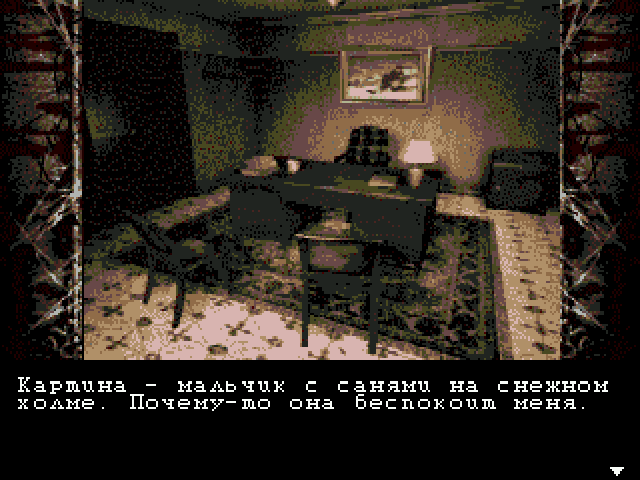 Картина - мальчик с санями на снежном
холме. Почему-то она беспокоит меня.